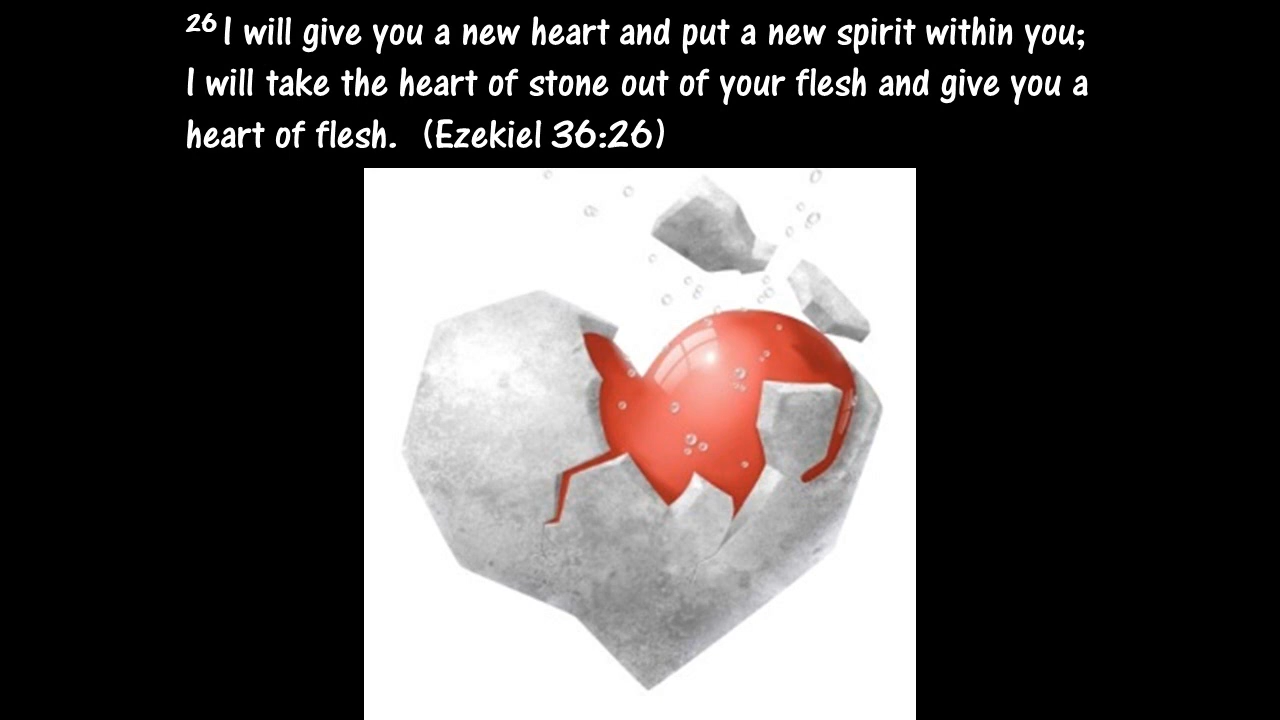 26 I will give you a new heart and put a new spirit within you;
I will take the heart of stone out of your flesh and give you a
heart of flesh. (Ezekiel 36:26)